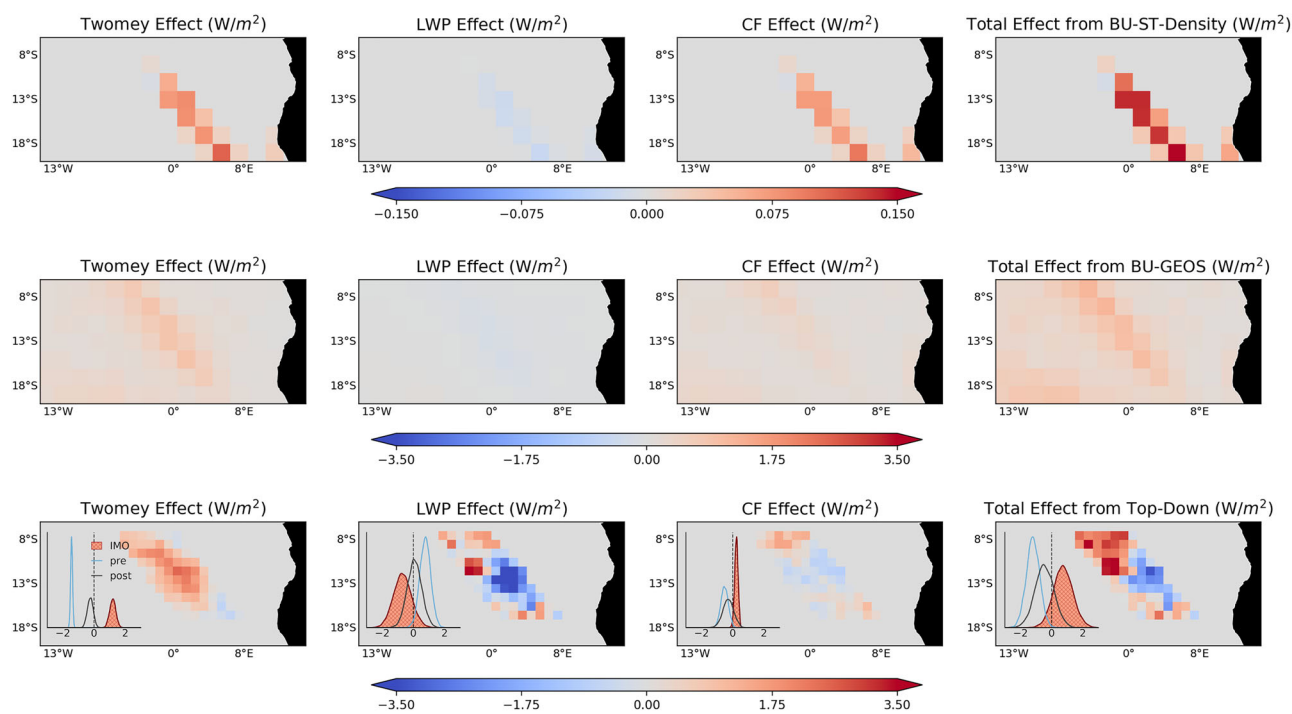 Twomey Effect (W/m²) LWP Effect (W/m²) CF Effect (W/m²) Total Effect from BU-ST-Density (W/m²)
8°S 8°S 8°S 8°S
13°S 13°S 13°S 13°S
18°S 18°S 18°S 18°S
13°W 0° 8°E 13°W 0° 8°E 13°W 0° 8°E 13°W 0° 8°E
−0.150 −0.075 0.000 0.075 0.150
Twomey Effect (W/m²) LWP Effect (W/m²) CF Effect (W/m²) Total Effect from BU-GEOS (W/m²)
8°S 8°S 8°S 8°S
13°S 13°S 13°S 13°S
18°S 18°S 18°S 18°S
13°W 0° 8°E 13°W 0° 8°E 13°W 0° 8°E 13°W 0° 8°E
−3.50 −1.75 0.00 1.75 3.50
Twomey Effect (W/m²) LWP Effect (W/m²) CF Effect (W/m²) Total Effect from Top-Down (W/m²)
8°S 8°S 8°S 8°S
IMO
pre
13°S post 13°S 13°S 13°S
18°S −2 0 2 18°S −2 0 2 18°S −2 0 2 18°S −2 0 2
13°W 0° 8°E 13°W 0° 8°E 13°W 0° 8°E 13°W 0° 8°E
−3.50 −1.75 0.00 1.75 3.50